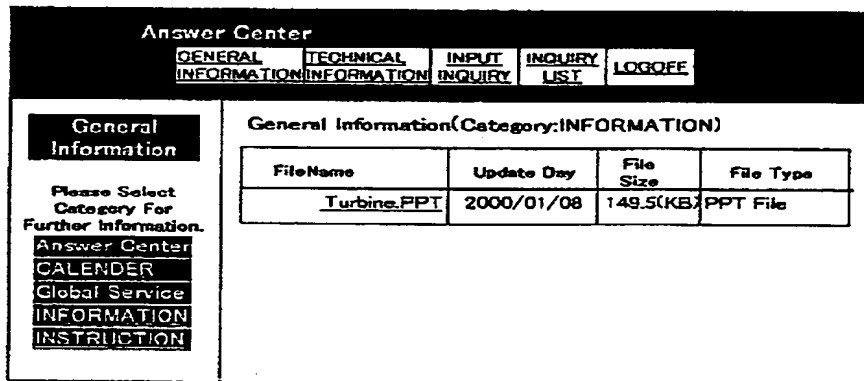 Answer Center
GENERAL INFORMATION
TECHNICAL INFORMATION
INPUT INQUIRY
INQUIRY LIST
LOGOFF
General
Information
Please Select
Category For
Further Information.
Answer Center
CALENDER
Global Service
INFORMATION
INSTRUCTION
General Information(Category:INFORMATION)
FileName Update Day File Size File Type
Turbine.PPT 2000/01/08 149.5(KB) PPT File